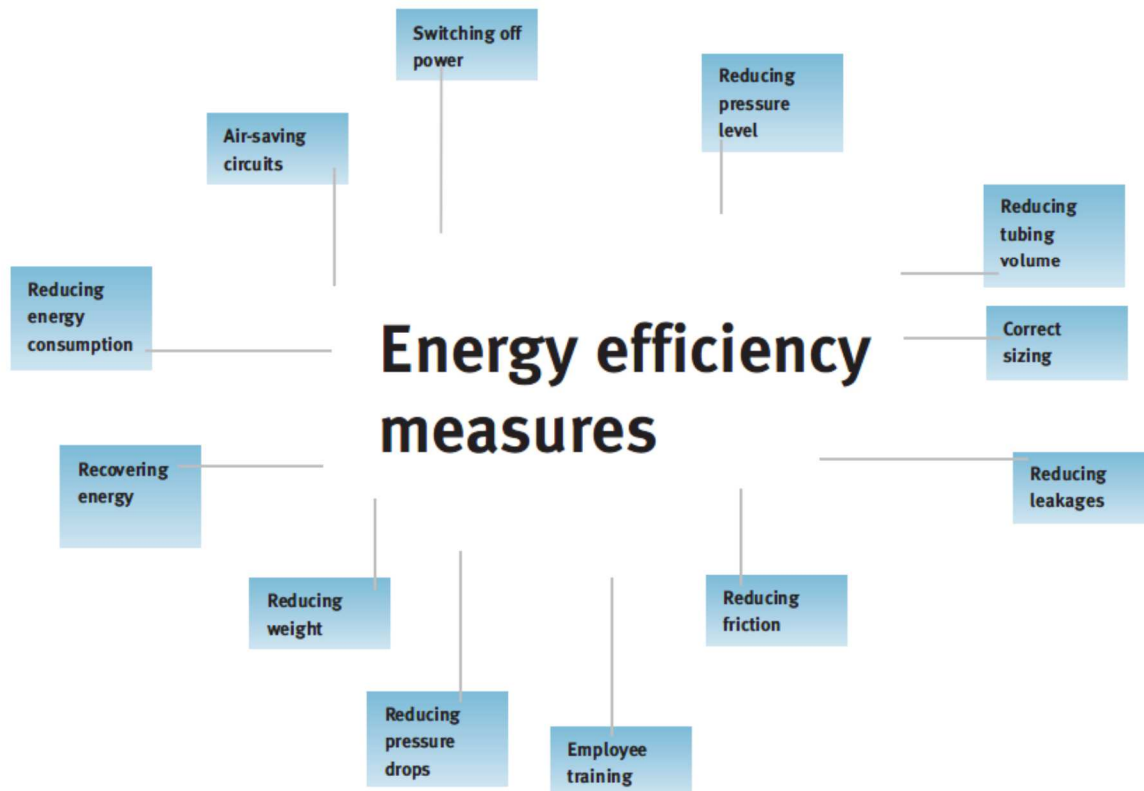 Switching off
power
Reducing
pressure
level
Air-saving
circuits
Reducing
tubing
volume
Reducing
energy
consumption
Correct
sizing
Energy efficiency
measures
Recovering
energy
Reducing
leakages
Reducing
weight
Reducing
friction
Reducing
pressure
drops
Employee
training